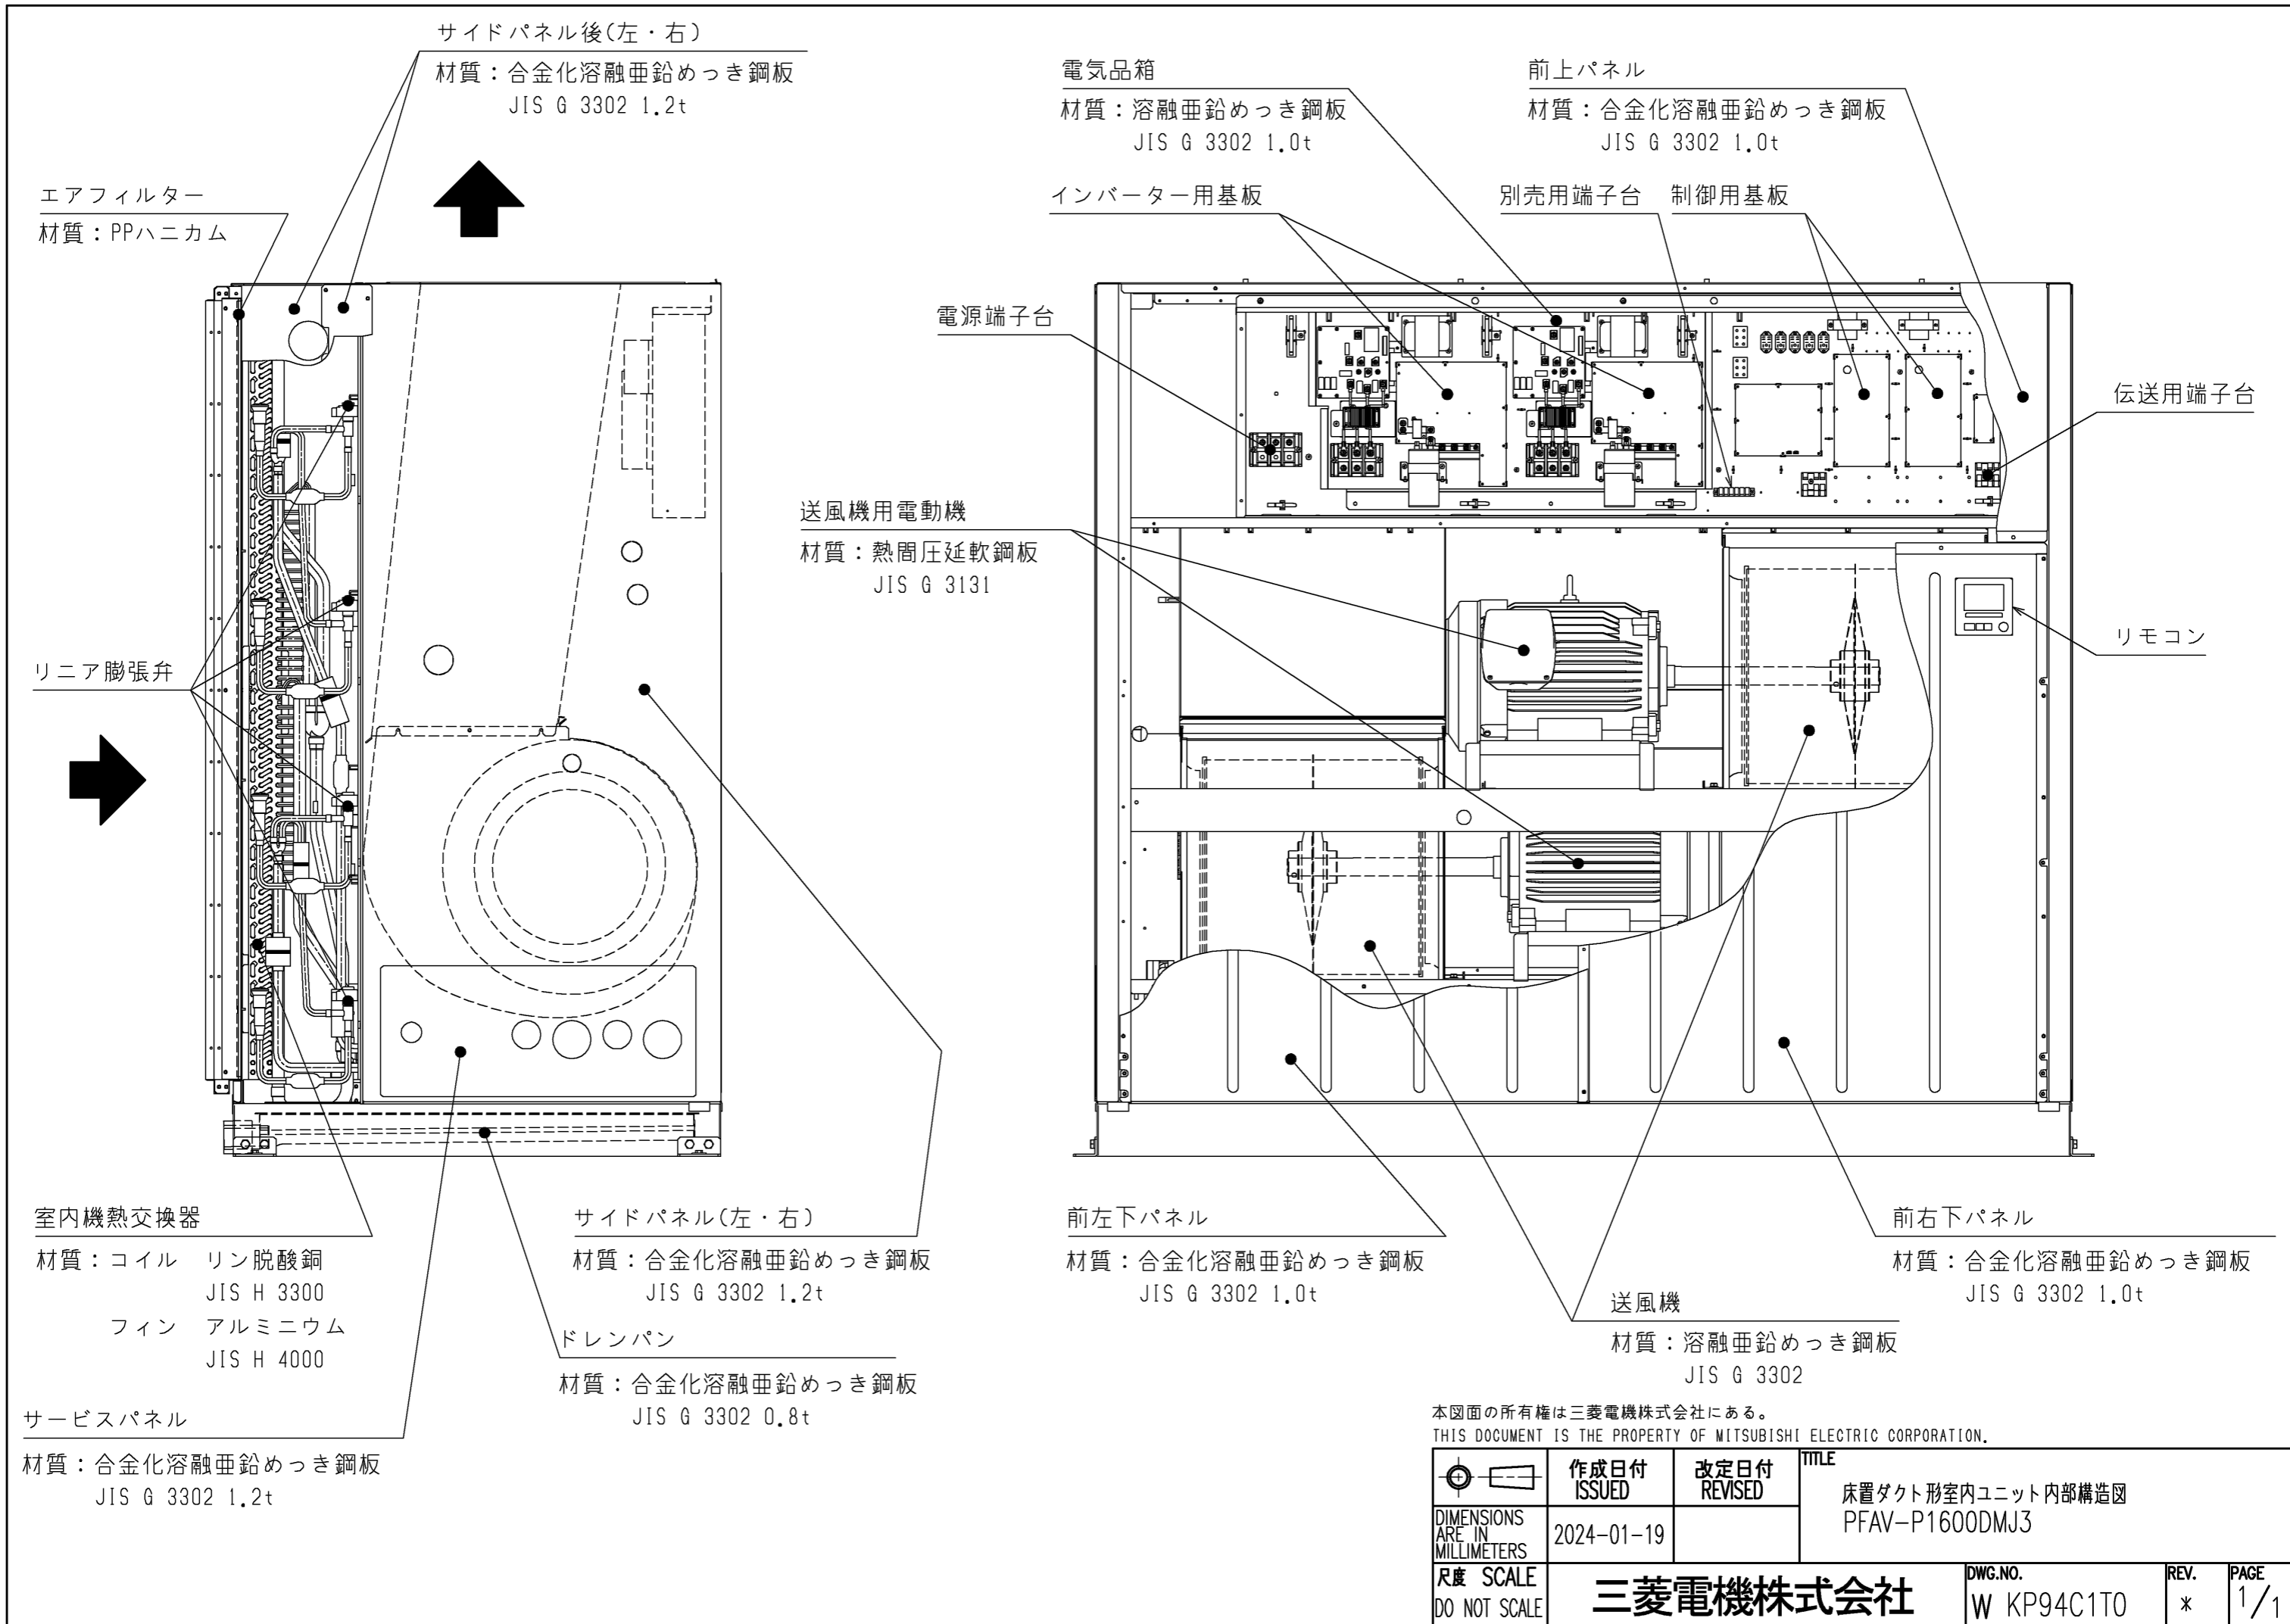 サイドパネル後(左・右)
材質：合金化溶融亜鉛めっき鋼板
JIS G 3302 1.2t
エアフィルター
材質：PPハニカム
電気品箱
材質：溶融亜鉛めっき鋼板
JIS G 3302 1.0t
前上パネル
材質：合金化溶融亜鉛めっき鋼板
JIS G 3302 1.0t
インバーター用基板
別売用端子台
制御用基板
電源端子台
伝送用端子台
送風機用電動機
材質：熱間圧延軟鋼板
JIS G 3131
リモコン
リニア膨張弁
室内機熱交換器
材質：コイル リン脱酸銅
JIS H 3300
フィン アルミニウム
JIS H 4000
サイドパネル(左・右)
材質：合金化溶融亜鉛めっき鋼板
JIS G 3302 1.2t
ドレンパン
材質：合金化溶融亜鉛めっき鋼板
JIS G 3302 0.8t
サービスパネル
材質：合金化溶融亜鉛めっき鋼板
JIS G 3302 1.2t
前左下パネル
材質：合金化溶融亜鉛めっき鋼板
JIS G 3302 1.0t
前右下パネル
材質：合金化溶融亜鉛めっき鋼板
JIS G 3302 1.0t
送風機
材質：溶融亜鉛めっき鋼板
JIS G 3302
本図面の所有権は三菱電機株式会社にある。
THIS DOCUMENT IS THE PROPERTY OF MITSUBISHI ELECTRIC CORPORATION.
作成日付
ISSUED
改定日付
REVISED
TITLE
床置ダクト形室内ユニット内部構造図
PFAV-P1600DMJ3
DIMENSIONS
ARE IN
MILLIMETERS
2024-01-19
尺度 SCALE
DO NOT SCALE
三菱電機株式会社
DWG.NO.
W KP94C1T0
REV.
*
PAGE
1/1